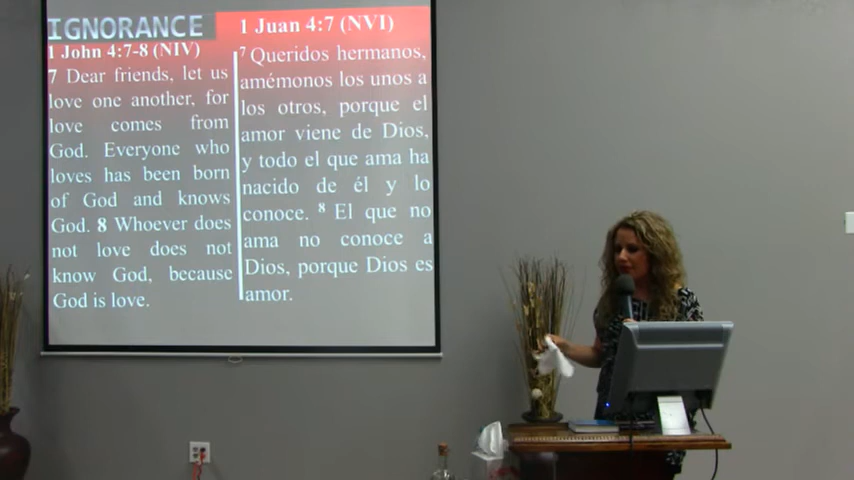 IGNORANCE
1 John 4:7-8 (NIV)
7 Dear friends, let us
love one another, for
love comes from
God. Everyone who
loves has been born
of God and knows
God. 8 Whoever does
not love does not
know God, because
God is love.
1 Juan 4:7 (NVI)
7 Queridos hermanos,
amémonos los unos a
los otros, porque el
amor viene de Dios,
y todo el que ama ha
nacido de él y lo
conoce. 8 El que no
ama no conoce a
Dios, porque Dios es
amor.